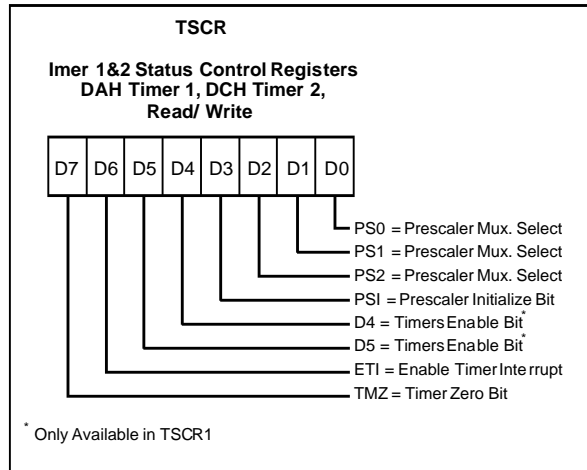 TSCR
Imer 1&2 Status Control Registers
DAH Timer 1, DCH Timer 2,
Read/ Write
D7 D6 D5 D4 D3 D2 D1 D0
PS0 = Prescaler Mux. Select
PS1 = Prescaler Mux. Select
PS2 = Prescaler Mux. Select
PSI = Prescaler Initialize Bit
D4 = Timers Enable Bit*
D5 = Timers Enable Bit*
ETI = Enable Timer Interrupt
TMZ = Timer Zero Bit
* Only Available in TSCR1